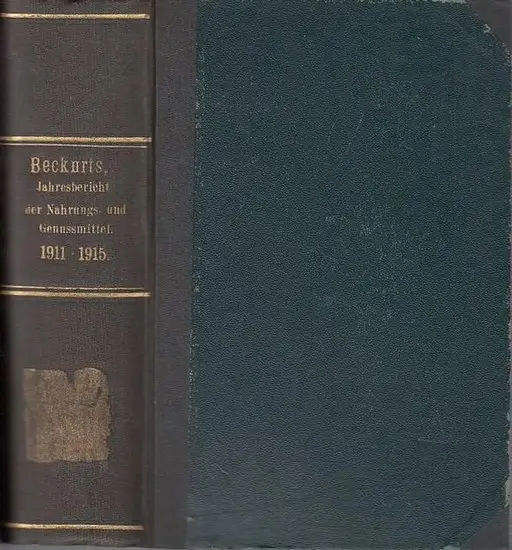 Beckurts,
Jahresbericht
der Nahrungs- und
Genussmittel.
1911 · 1915.